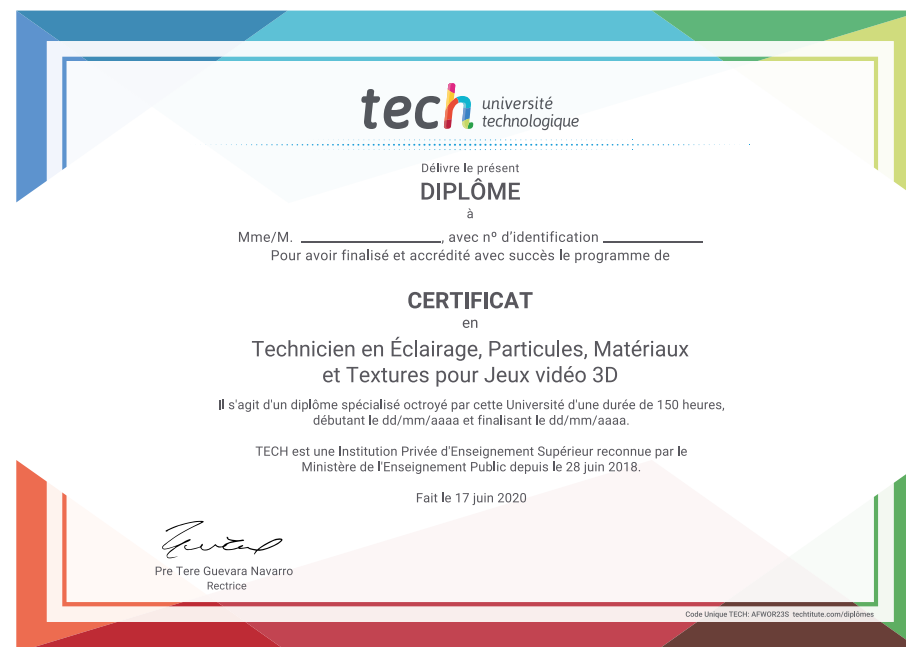 tech université
technologique
Délivre le présent
DIPLÔME
à
Mme/M. ____________________, avec nº d'identification ______________
Pour avoir finalisé et accrédité avec succès le programme de
CERTIFICAT
en
Technicien en Éclairage, Particules, Matériaux
et Textures pour Jeux vidéo 3D
Il s'agit d'un diplôme spécialisé octroyé par cette Université d'une durée de 150 heures,
débutant le dd/mm/aaaa et finalisant le dd/mm/aaaa.
TECH est une Institution Privée d'Enseignement Supérieur reconnue par le
Ministère de l'Enseignement Public depuis le 28 juin 2018.
Fait le 17 juin 2020
Pre Tere Guevara Navarro
Rectrice
Code Unique TECH: AFWOR23S techtitute.com/diplômes